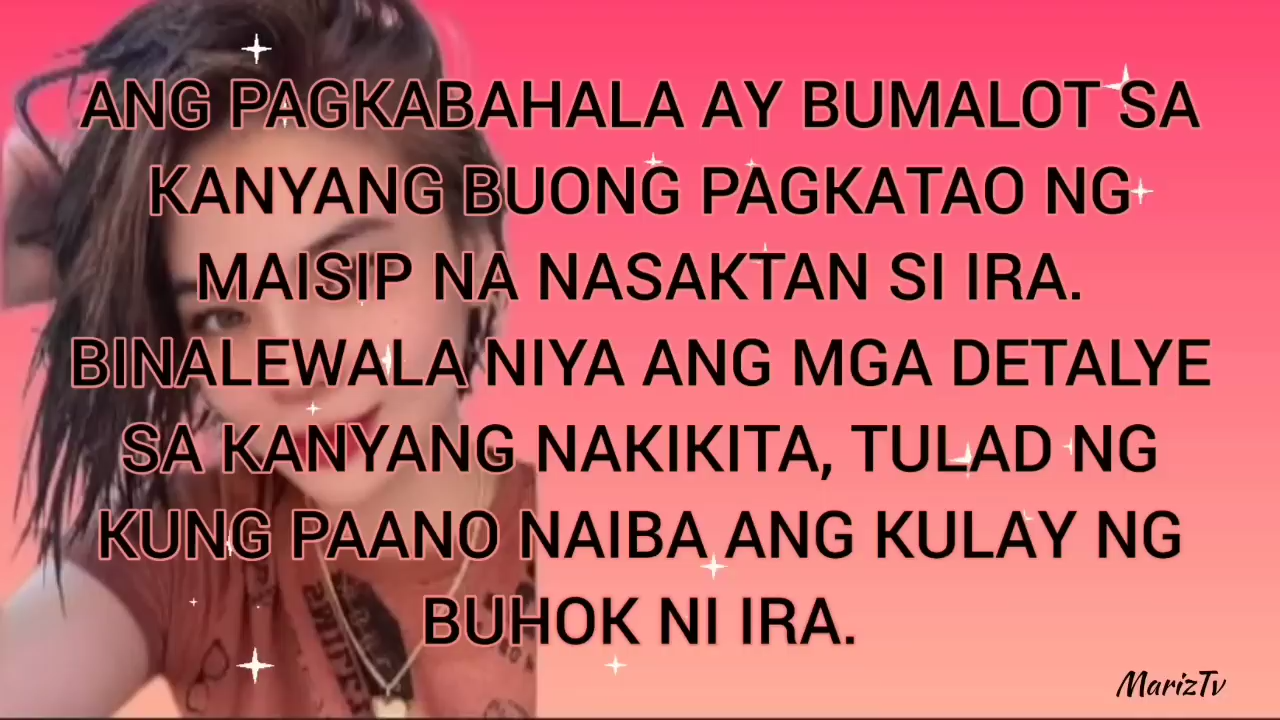 ANG PAGKABAHALA AY BUMALOT SA
KANYANG BUONG PAGKATAO NG
MAISIP NA NASAKTAN SI IRA.
BINALEWALA NIYA ANG MGA DETALYE
SA KANYANG NAKIKITA, TULAD NG
KUNG PAANO NAIBA ANG KULAY NG
BUHOK NI IRA.
MarizTv